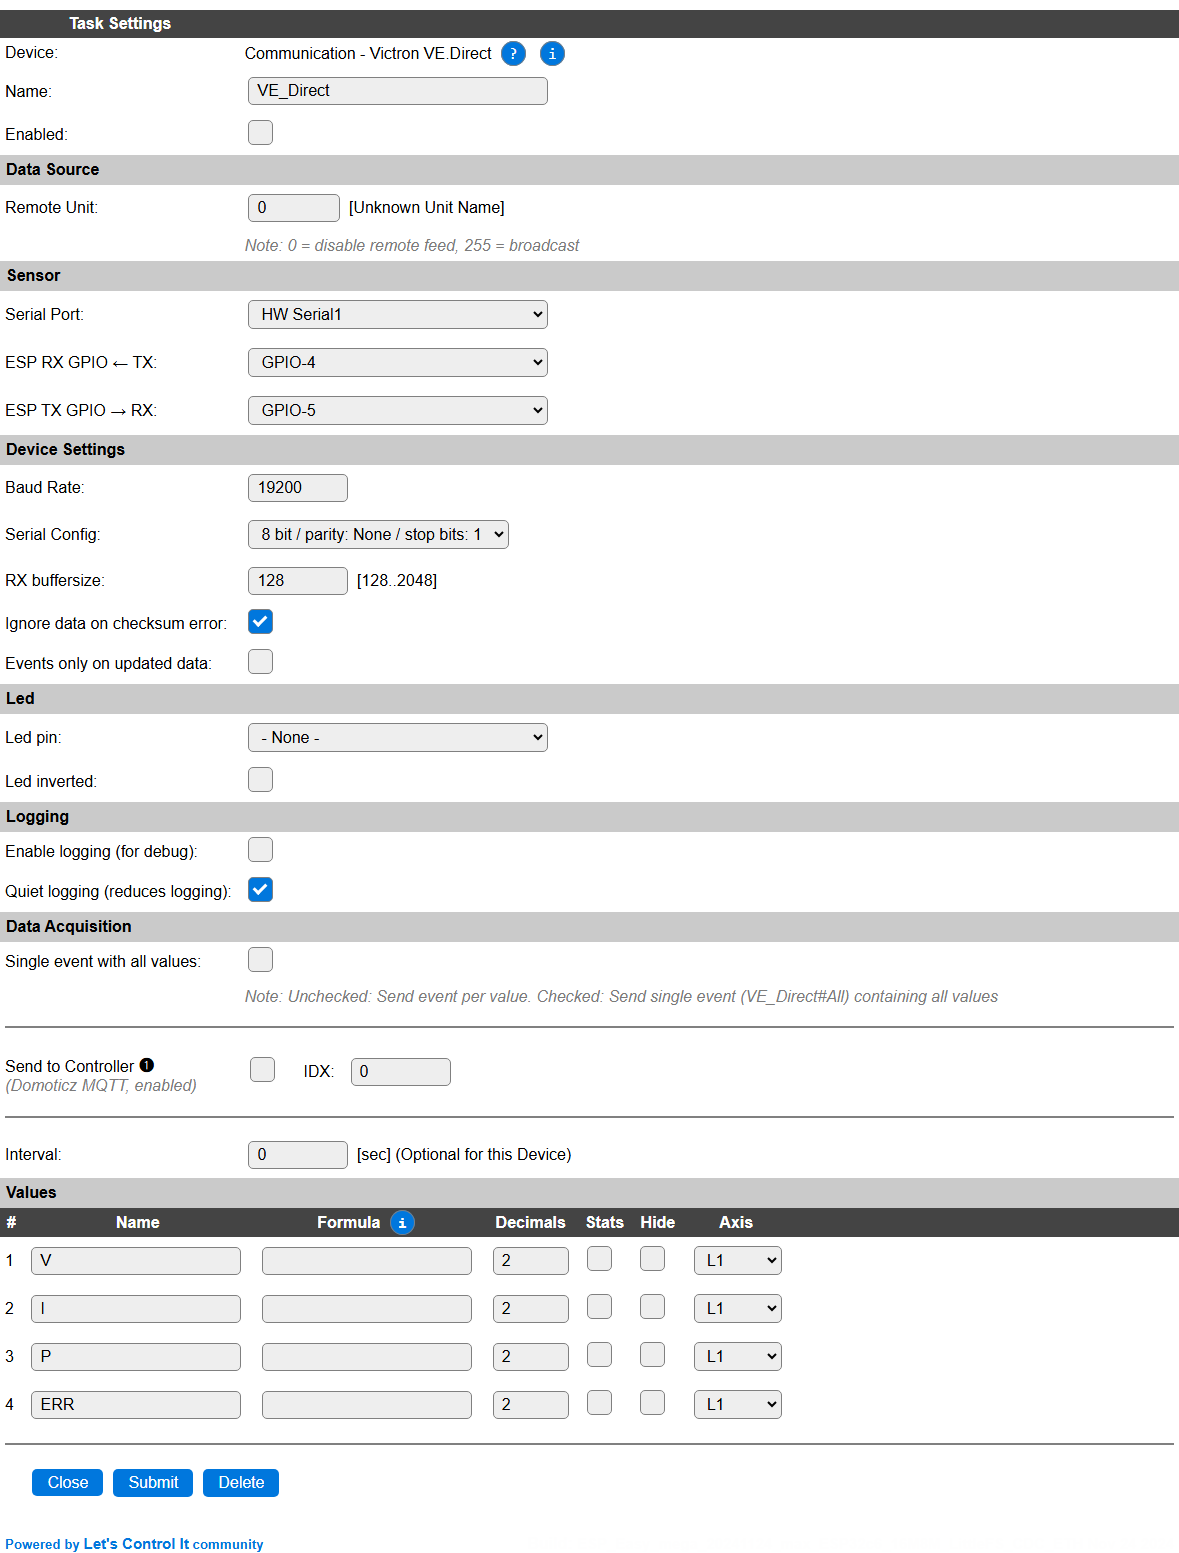 Task Settings
Device: Communication - Victron VE.Direct ? i
Name: VE_Direct
Enabled:
Data Source
Remote Unit: 0 [Unknown Unit Name]
Note: 0 = disable remote feed, 255 = broadcast
Sensor
Serial Port: HW Serial1
ESP RX GPIO ← TX: GPIO-4
ESP TX GPIO → RX: GPIO-5
Device Settings
Baud Rate: 19200
Serial Config: 8 bit / parity: None / stop bits: 1
RX buffersize: 128 [128..2048]
Ignore data on checksum error:
Events only on updated data:
Led
Led pin: - None -
Led inverted:
Logging
Enable logging (for debug):
Quiet logging (reduces logging):
Data Acquisition
Single event with all values:
Note: Unchecked: Send event per value. Checked: Send single event (VE_Direct#All) containing all values
Send to Controller ❶ IDX: 0
(Domoticz MQTT, enabled)
Interval: 0 [sec] (Optional for this Device)
Values
# Name Formula i Decimals Stats Hide Axis
1 V 2 L1
2 I 2 L1
3 P 2 L1
4 ERR 2 L1
Close Submit Delete
Powered by Let's Control It community